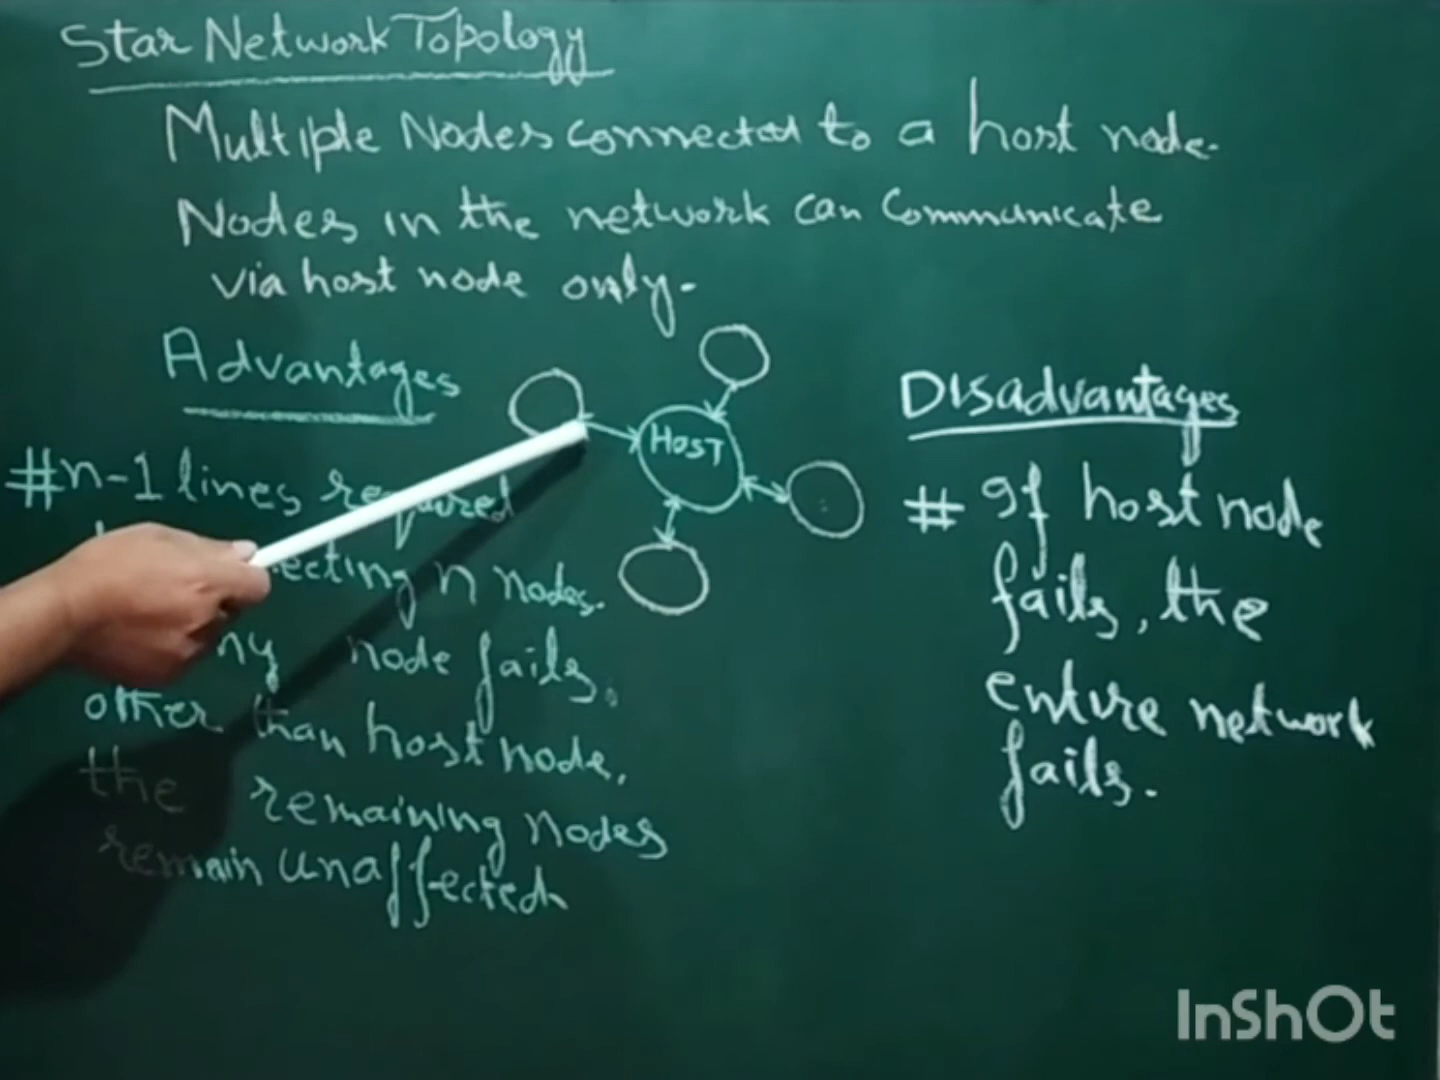 Star Network Topology
Multiple Nodes connected to a host node.
Nodes in the network can communicate
via host node only.
Advantages
#n-1 lines required
ecting n nodes.
ny node fails,
other than host node,
the remaining nodes
remain unaffected
HOST
Disadvantages
# If host node
fails, the
entire network
fails.
InShOt